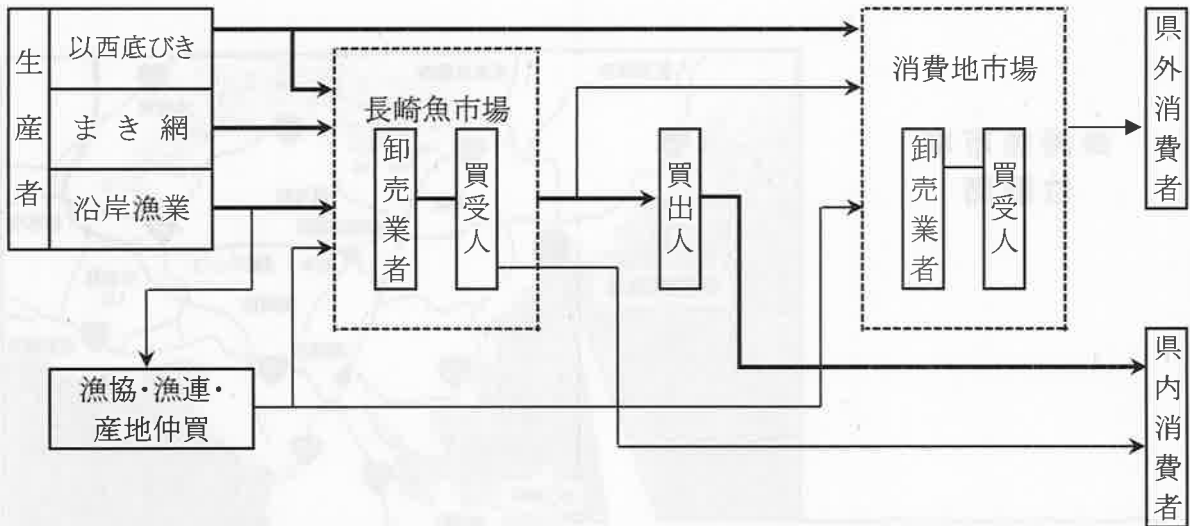 生産者
以西底びき
まき網
沿岸漁業
漁協・漁連・
産地仲買
長崎魚市場
卸売業者
買受人
買出人
消費地市場
卸売業者
買受人
県外消費者
県内消費者